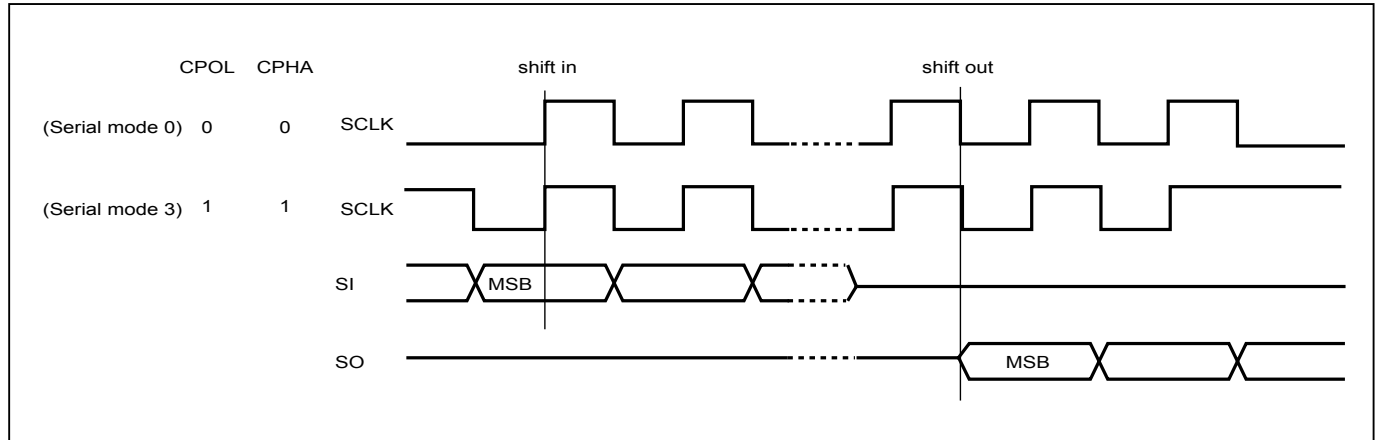 CPOL CPHA shift in shift out
(Serial mode 0) 0 0 SCLK
(Serial mode 3) 1 1 SCLK
SI MSB
SO MSB